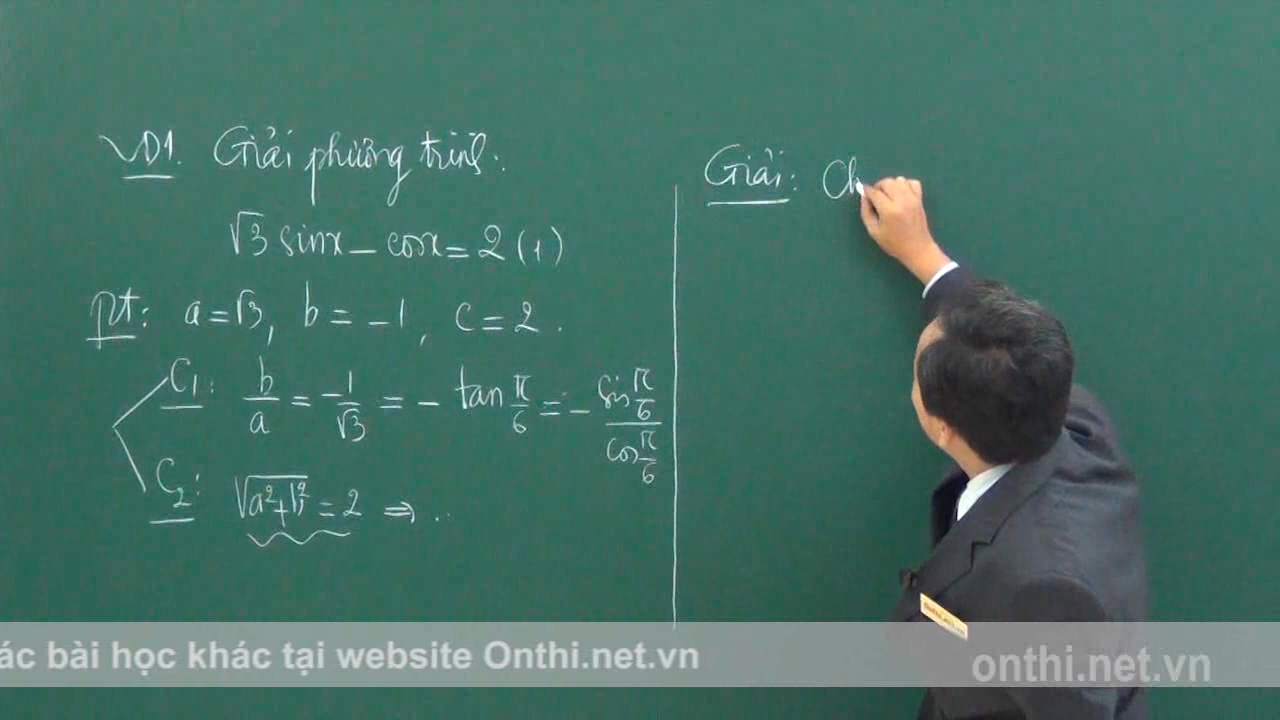 VD1. Giải phương trình:
√3 sinx - cosx = 2 (1)
pt: a = √3, b = -1, c = 2.
C1: b/a = -1/√3 = - tan π/6 = - sin π/6 / cos π/6
C2: √a²+b² = 2 ⇒ ..
Giải: Ch
ác bài học khác tại website Onthi.net.vn
onthi.net.vn